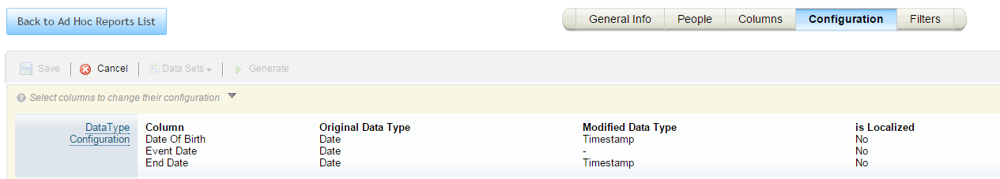 Back to Ad Hoc Reports List
General Info People Columns Configuration Filters
Save Cancel Data Sets Generate
Select columns to change their configuration
DataType Configuration
Column Original Data Type Modified Data Type is Localized
Date Of Birth Date Timestamp No
Event Date Date - No
End Date Date Timestamp No